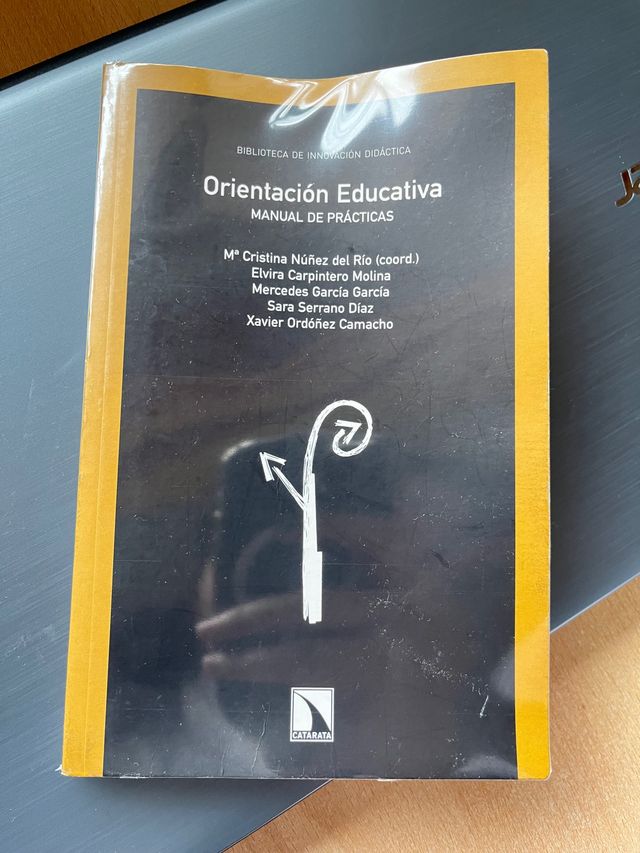 BIBLIOTECA DE INNOVACIÓN DIDÁCTICA
Orientación Educativa
MANUAL DE PRÁCTICAS
Mª Cristina Núñez del Río (coord.)
Elvira Carpintero Molina
Mercedes García García
Sara Serrano Díaz
Xavier Ordóñez Camacho
CATARATA